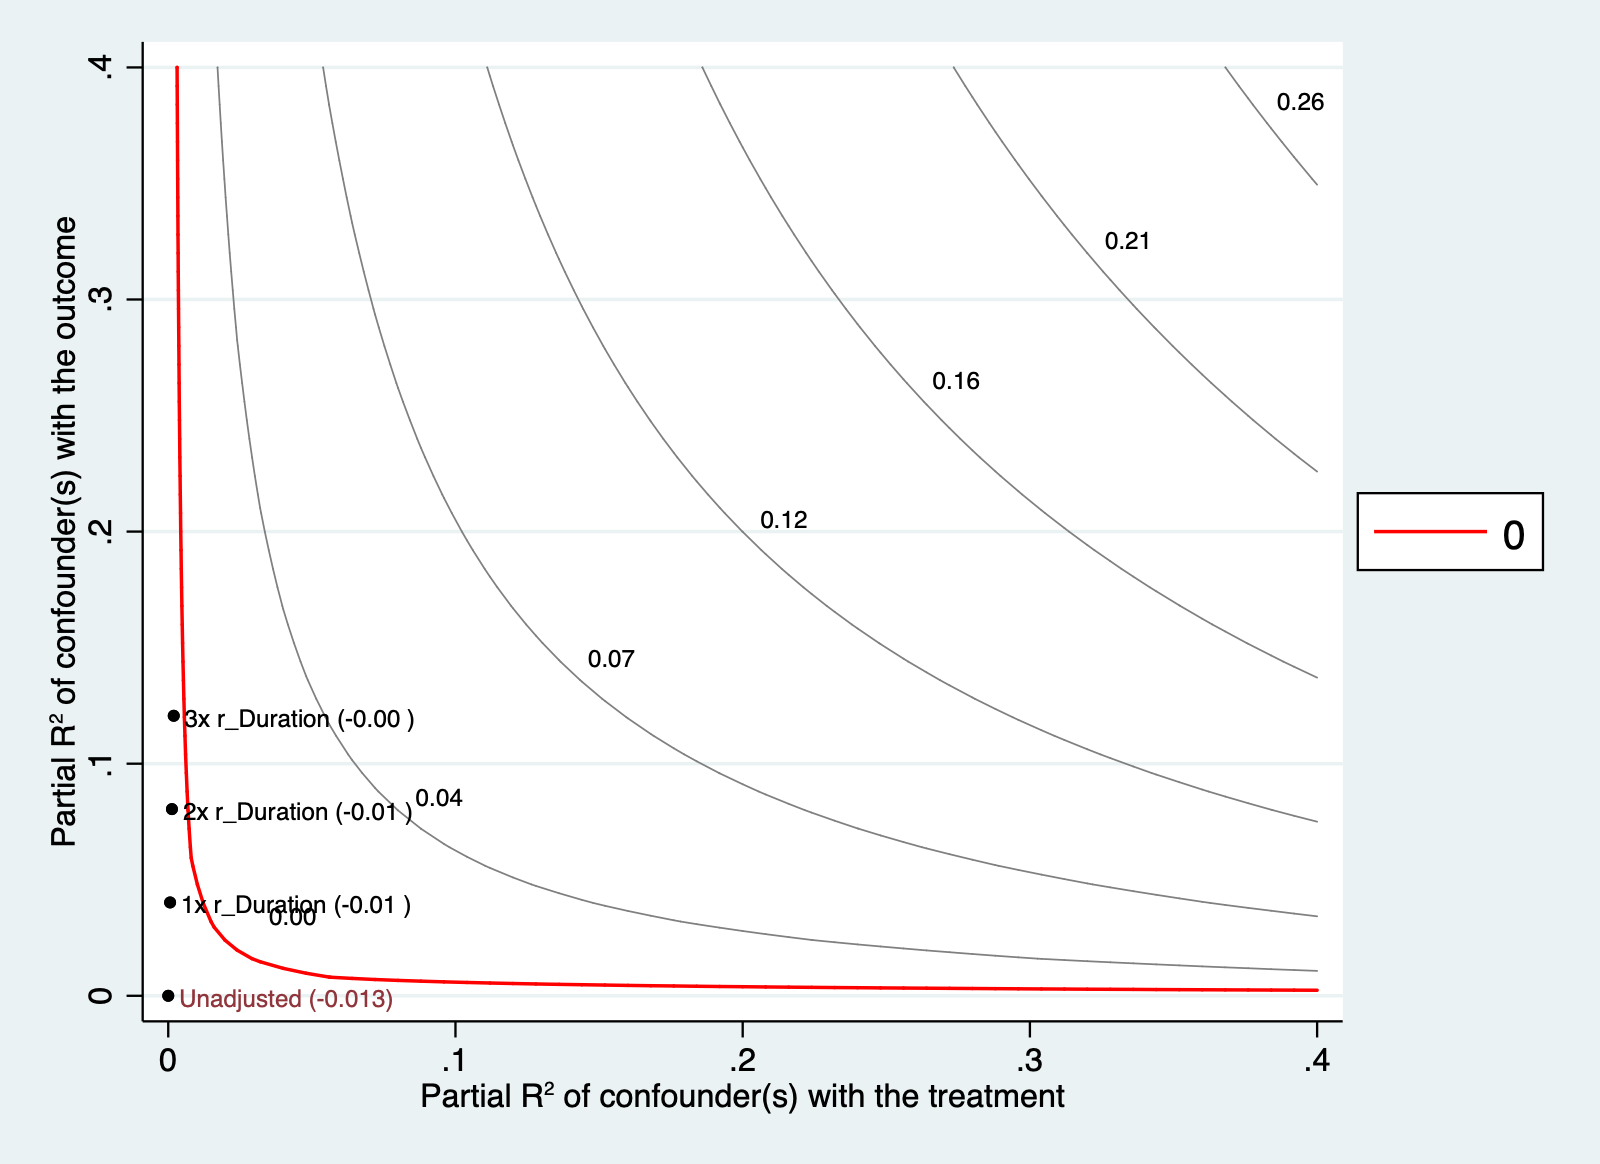 .4
.3
.2
.1
0
Partial R² of confounder(s) with the outcome
0.26
0.21
0.16
0.12
0.07
0.04
0.00
3x r_Duration (-0.00 )
2x r_Duration (-0.01 )
1x r_Duration (-0.01 )
Unadjusted (-0.013)
0 .1 .2 .3 .4
Partial R² of confounder(s) with the treatment
0